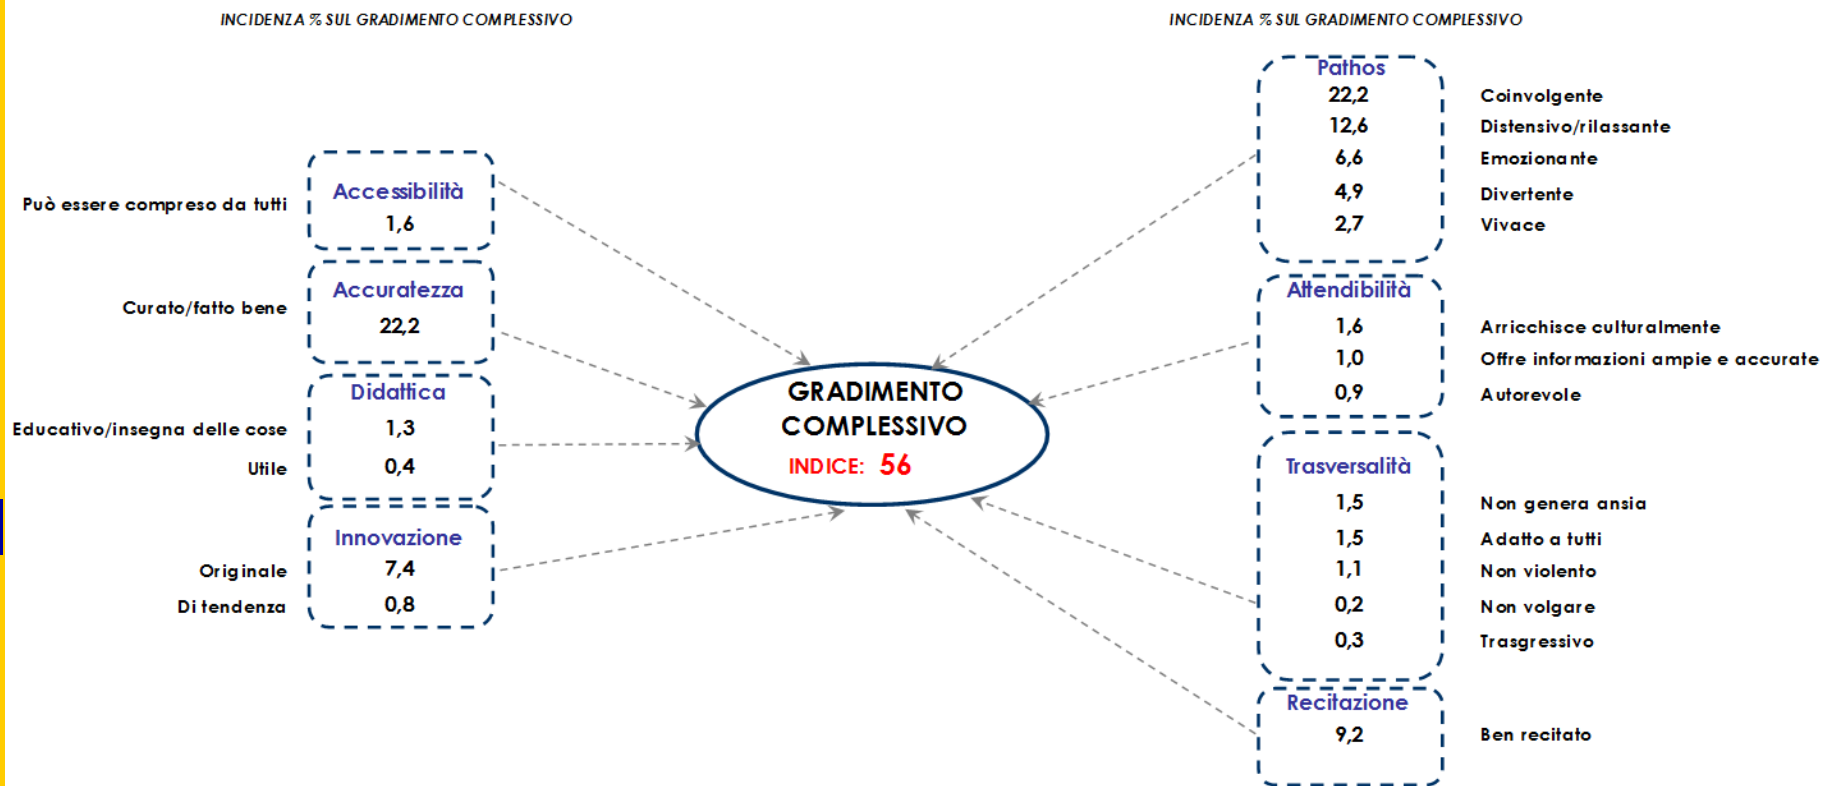 INCIDENZA % SUL GRADIMENTO COMPLESSIVO
INCIDENZA % SUL GRADIMENTO COMPLESSIVO
Accessibilità
Può essere compreso da tutti 1,6
Accuratezza
Curato/fatto bene 22,2
Didattica
Educativo/insegna delle cose 1,3
Utile 0,4
Innovazione
Originale 7,4
Di tendenza 0,8
GRADIMENTO
COMPLESSIVO
INDICE: 56
Pathos
22,2 Coinvolgente
12,6 Distensivo/rilassante
6,6 Emozionante
4,9 Divertente
2,7 Vivace
Attendibilità
1,6 Arricchisce culturalmente
1,0 Offre informazioni ampie e accurate
0,9 Autorevole
Trasversalità
1,5 Non genera ansia
1,5 Adatto a tutti
1,1 Non violento
0,2 Non volgare
0,3 Trasgressivo
Recitazione
9,2 Ben recitato